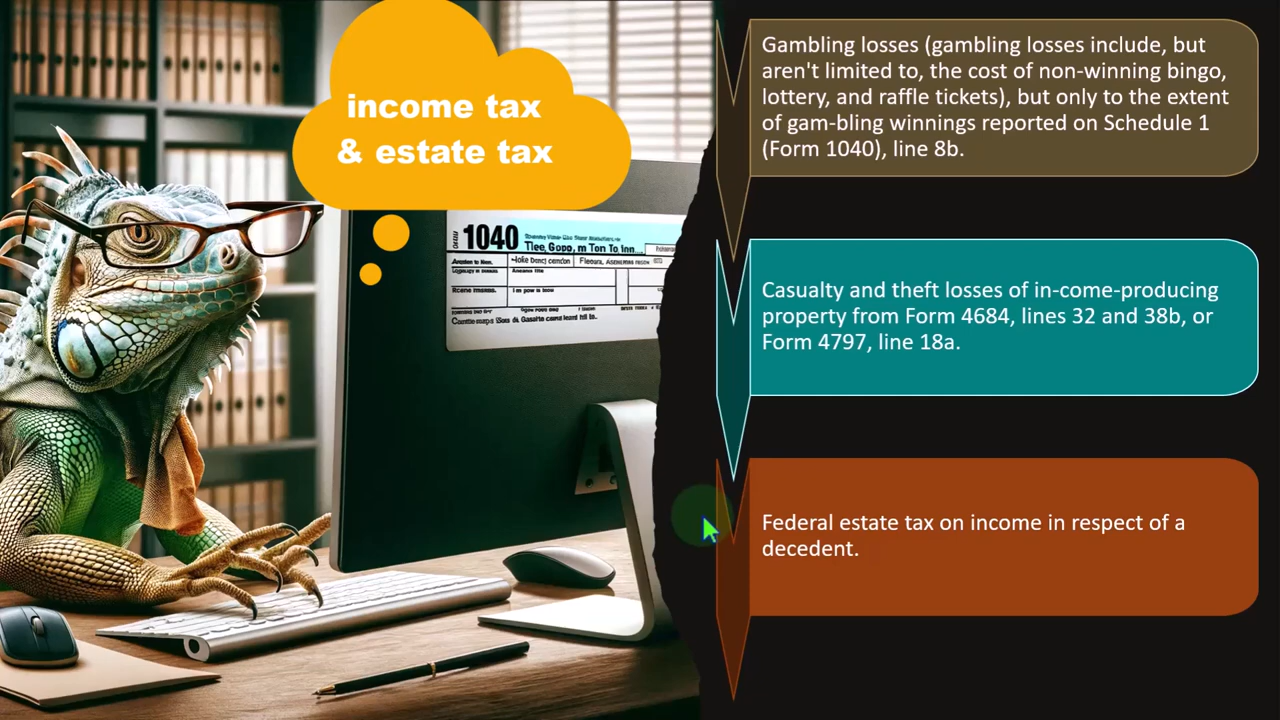 income tax
& estate tax
1040
Gambling losses (gambling losses include, but
aren't limited to, the cost of non-winning bingo,
lottery, and raffle tickets), but only to the extent
of gam-bling winnings reported on Schedule 1
(Form 1040), line 8b.
Casualty and theft losses of in-come-producing
property from Form 4684, lines 32 and 38b, or
Form 4797, line 18a.
Federal estate tax on income in respect of a
decedent.